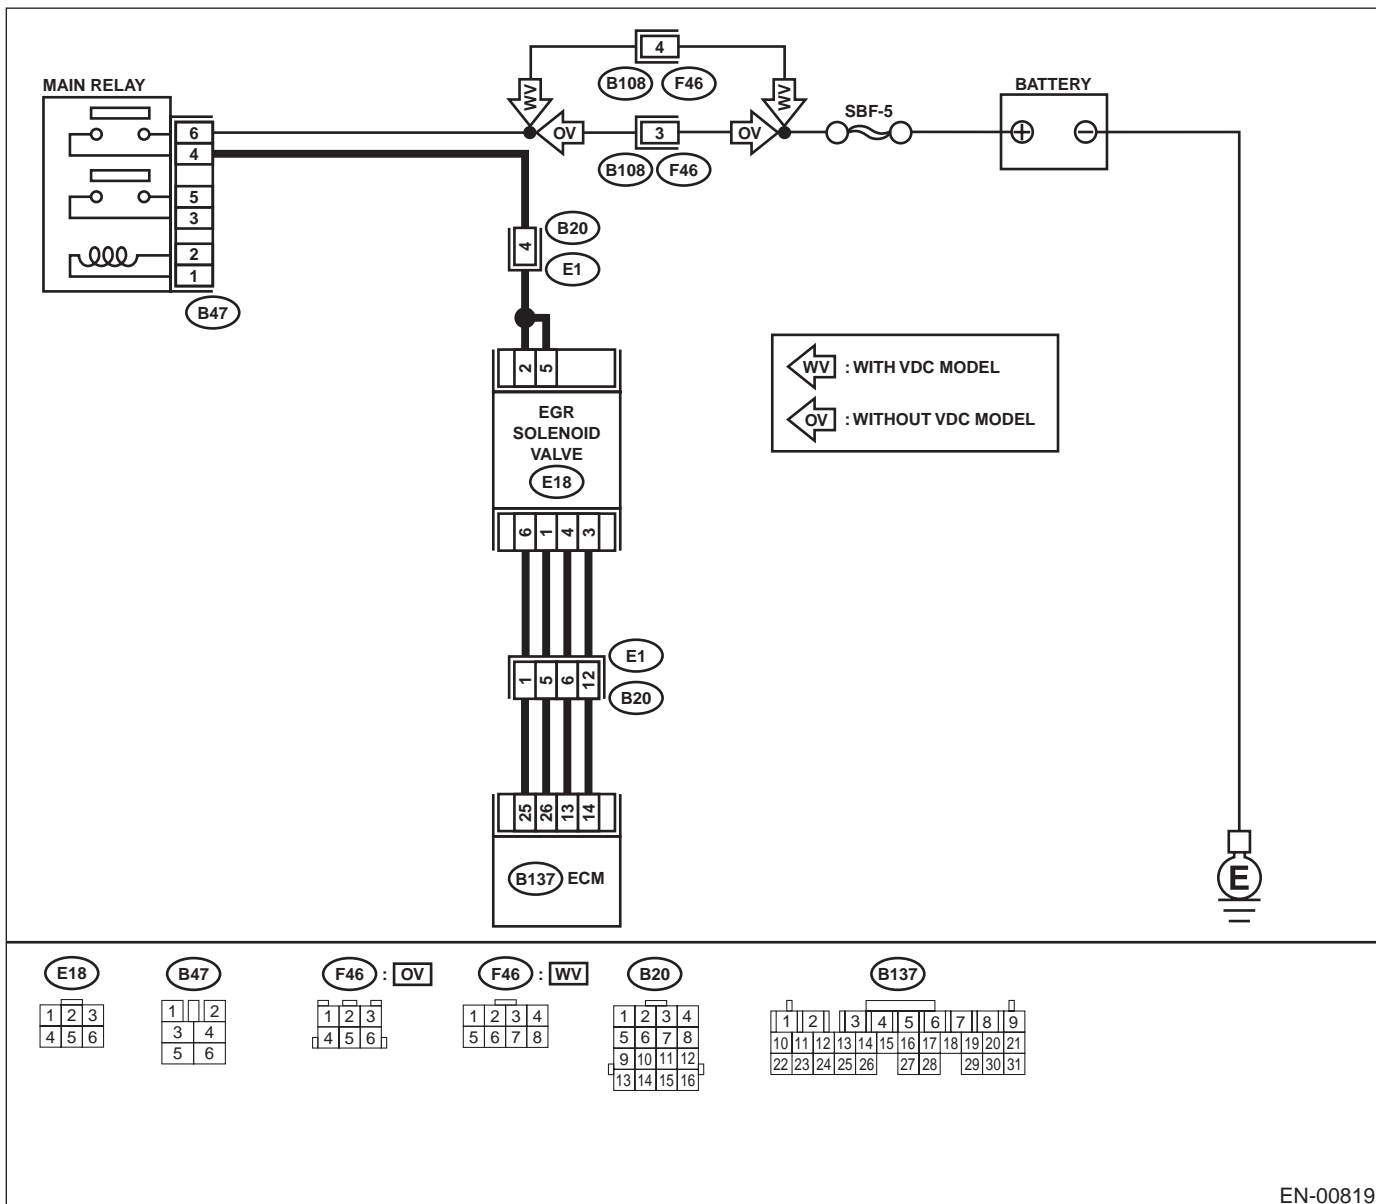 4
MAIN RELAY
B108 F46
WV WV
BATTERY
SBF-5
6
OV 3 OV
4
B108 F46
5
3
B20
4
2
E1
1
B47
2 5
WV : WITH VDC MODEL
EGR
SOLENOID
VALVE
OV : WITHOUT VDC MODEL
E18
6 1 4 3
E1
1 5 6 12
B20
25 26 13 14
B137 ECM
E
E18 B47 F46 : OV F46 : WV B20 B137
1 2 3
4 5 6
1 2
3 4
5 6
1 2 3
4 5 6
1 2 3 4
5 6 7 8
1 2 3 4
5 6 7 8
9 10 11 12
13 14 15 16
1 2 3 4 5 6 7 8 9
10 11 12 13 14 15 16 17 18 19 20 21
22 23 24 25 26 27 28 29 30 31
EN-00819